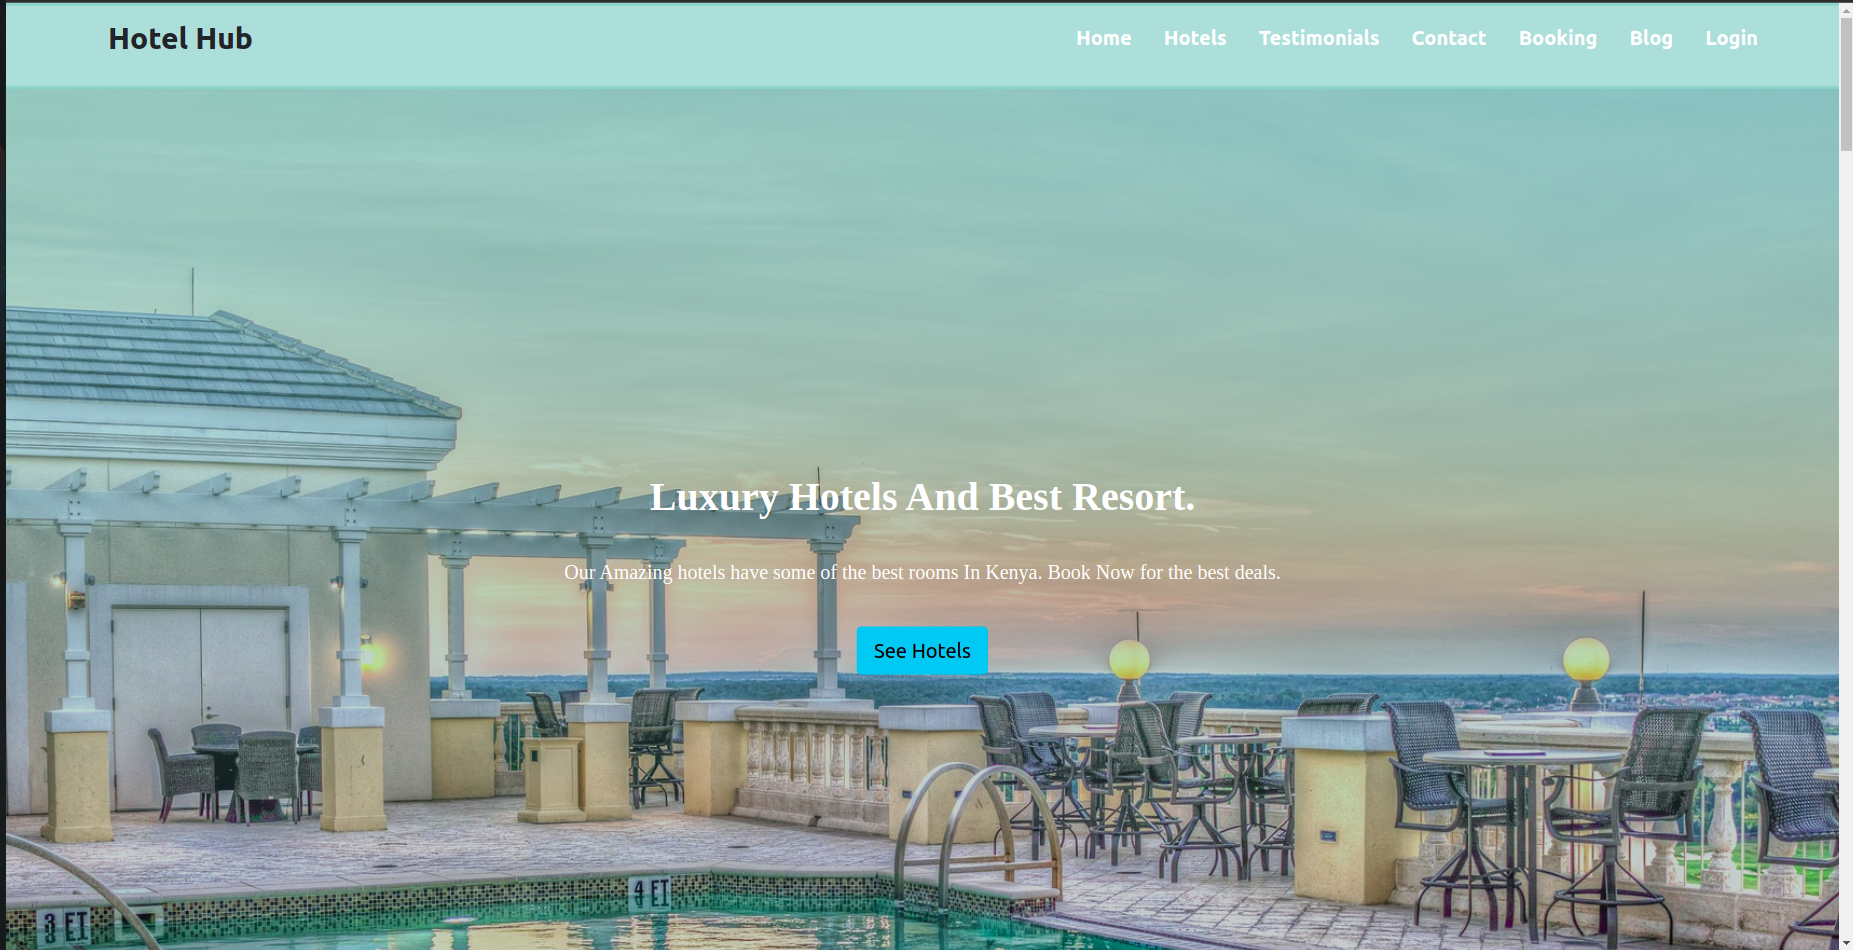 Hotel Hub
Home Hotels Testimonials Contact Booking Blog Login
Luxury Hotels And Best Resort.
Our Amazing hotels have some of the best rooms In Kenya. Book Now for the best deals.
See Hotels
4 FT
3 FT